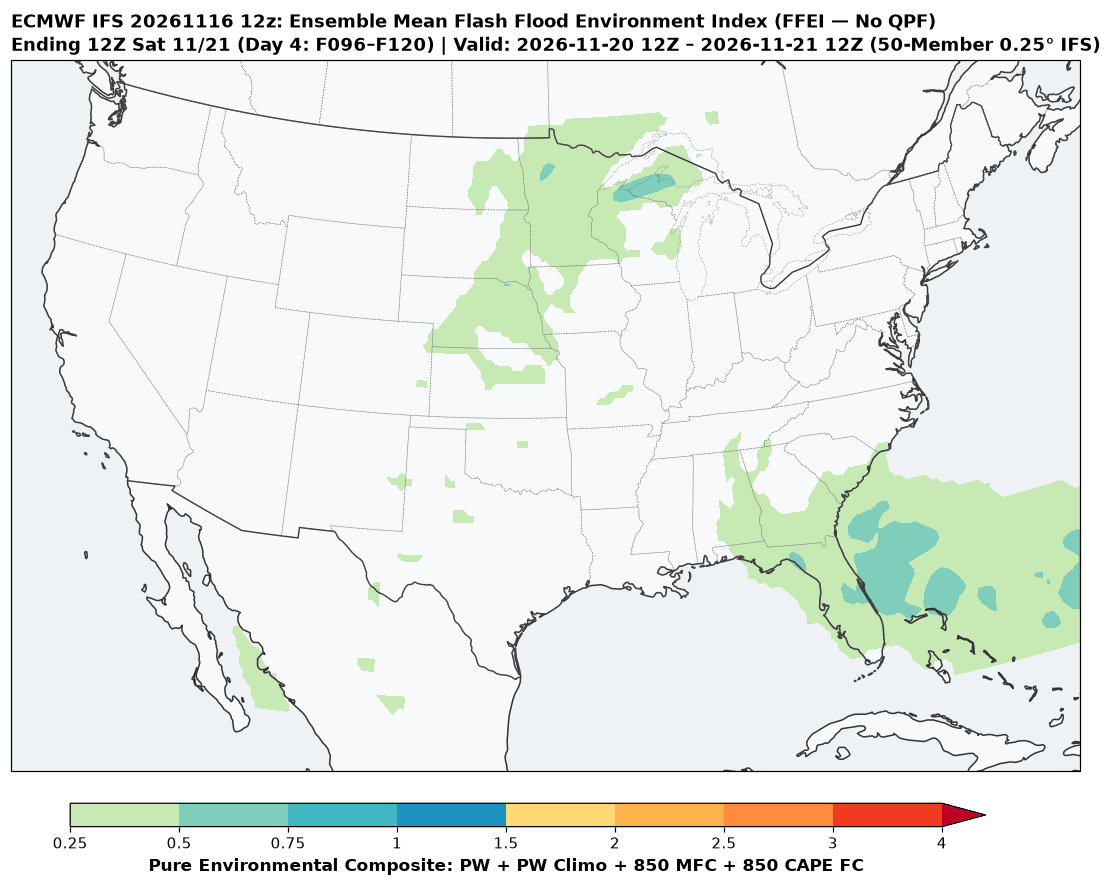 ECMWF IFS 20261116 12z: Ensemble Mean Flash Flood Environment Index (FFEI — No QPF)
Ending 12Z Sat 11/21 (Day 4: F096–F120) | Valid: 2026-11-20 12Z – 2026-11-21 12Z (50-Member 0.25° IFS)
0.25 0.5 0.75 1 1.5 2 2.5 3 4
Pure Environmental Composite: PW + PW Climo + 850 MFC + 850 CAPE FC